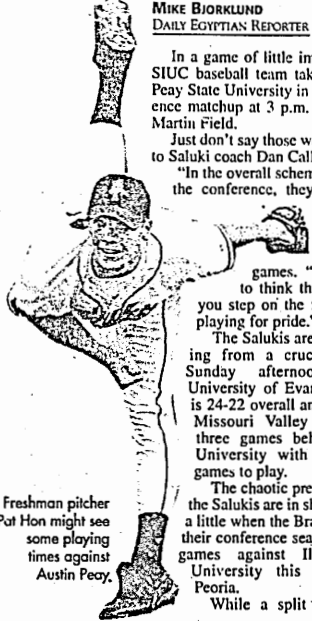 MIKE BJORKLUND
DAILY EGYPTIAN REPORTER
In a game of little im
SIUC baseball team tak
Peay State University in
ence matchup at 3 p.m.
Martin Field.
Just don't say those w
to Saluki coach Dan Call
"In the overall schem
the conference, they
games. "
to think th
you step on the
playing for pride."
The Salukis are
ing from a cruc
Sunday afternoo
University of Evan
is 24-22 overall an
Missouri Valley
three games beh
University with
games to play.
The chaotic pre
the Salukis are in sl
a little when the Bra
their conference sea
games against Il
University this
Peoria.
While a split
Freshman pitcher
Pat Hon might see
some playing
times against
Austin Peay.